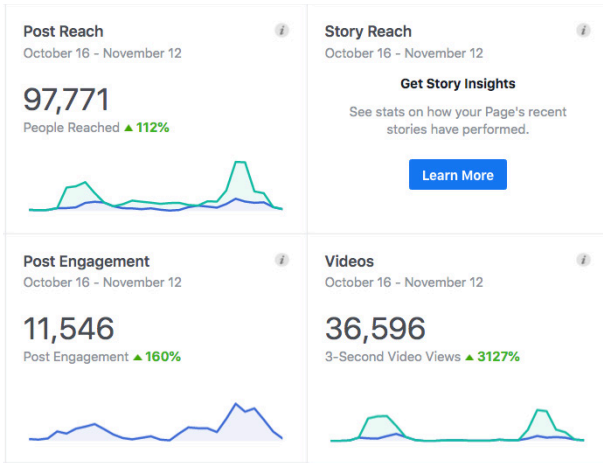 Post Reach
October 16 - November 12
97,771
People Reached ▲ 112%
Story Reach
October 16 - November 12
Get Story Insights
See stats on how your Page's recent
stories have performed.
Learn More
Post Engagement
October 16 - November 12
11,546
Post Engagement ▲ 160%
Videos
October 16 - November 12
36,596
3-Second Video Views ▲ 3127%